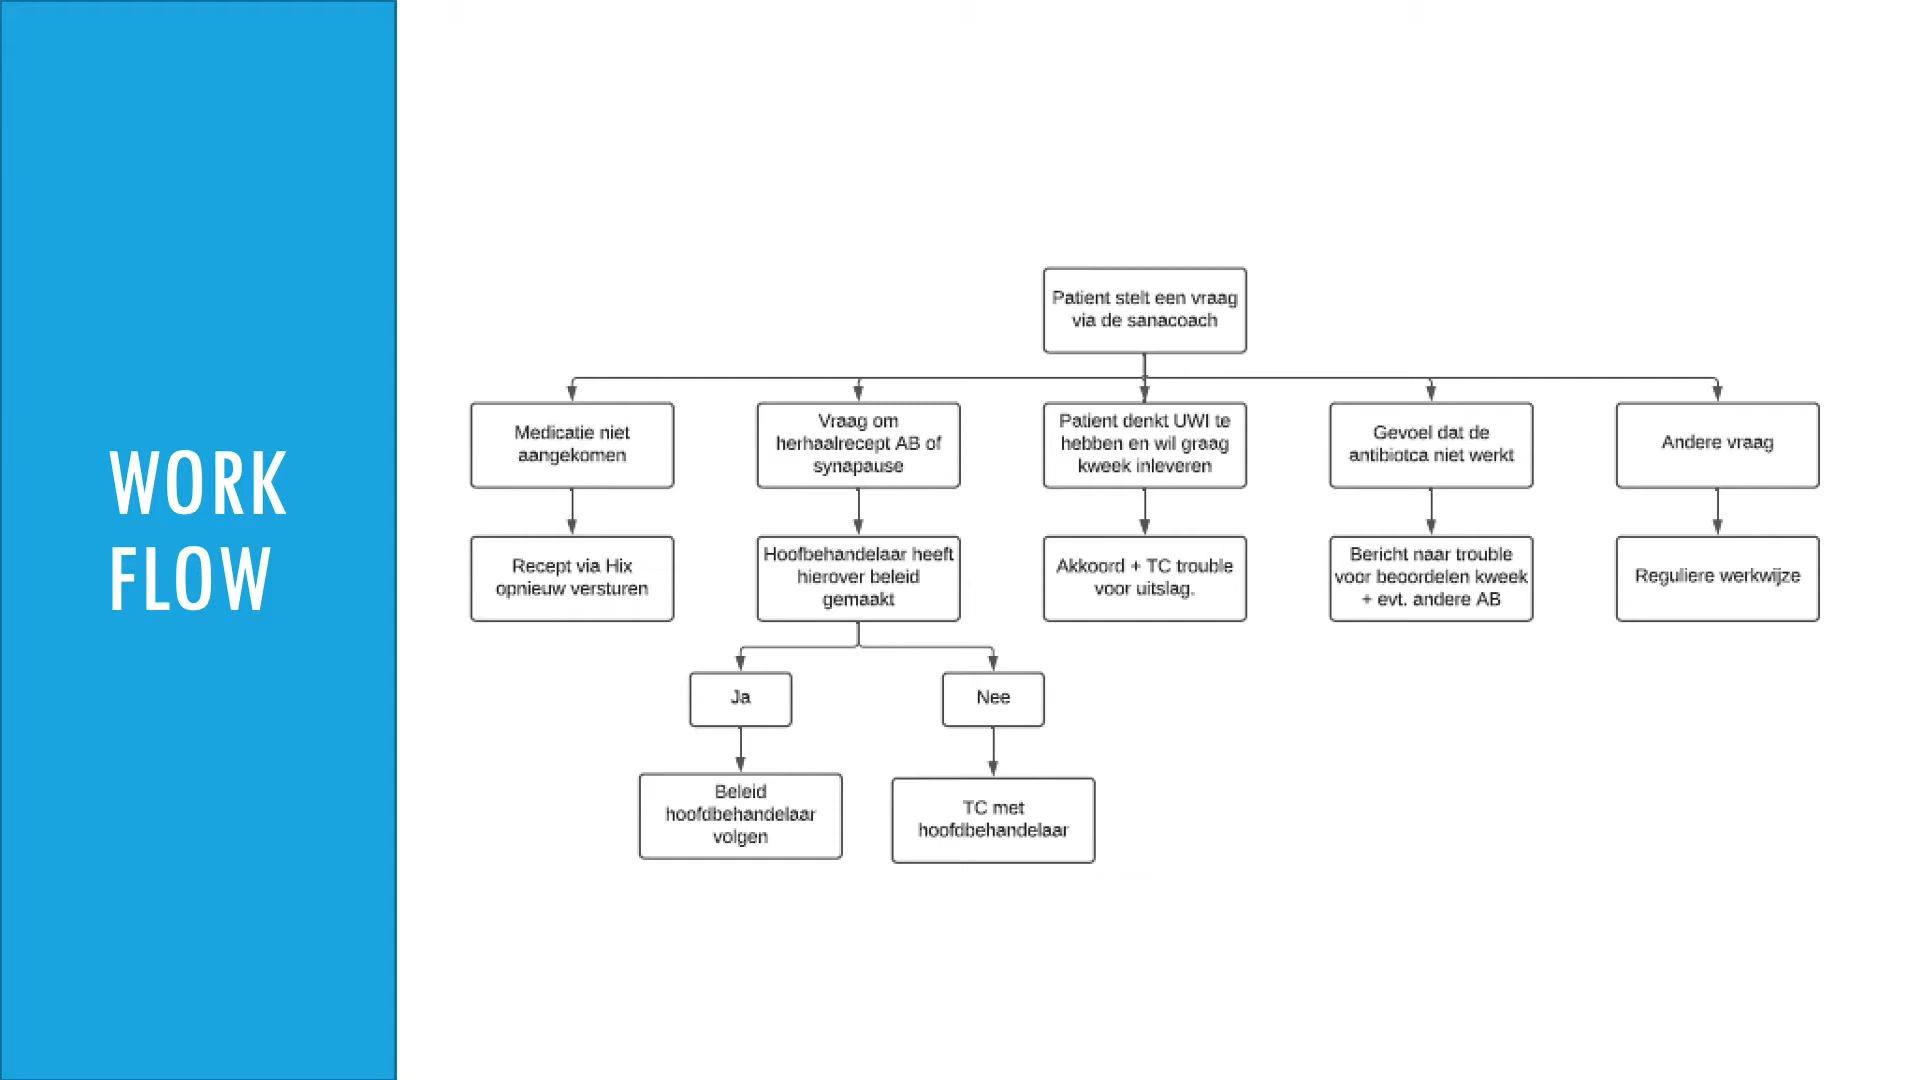 WORK
FLOW
Patient stelt een vraag
via de sanacoach
Medicatie niet
aangekomen
Vraag om
herhaalrecept AB of
synapause
Patient denkt UWI te
hebben en wil graag
kweek inleveren
Gevoel dat de
antibiotca niet werkt
Andere vraag
Recept via Hix
opnieuw versturen
Hoofbehandelaar heeft
hierover beleid
gemaakt
Akkoord + TC trouble
voor uitslag.
Bericht naar trouble
voor beoordelen kweek
+ evt. andere AB
Reguliere werkwijze
Ja
Nee
Beleid
hoofdbehandelaar
volgen
TC met
hoofdbehandelaar